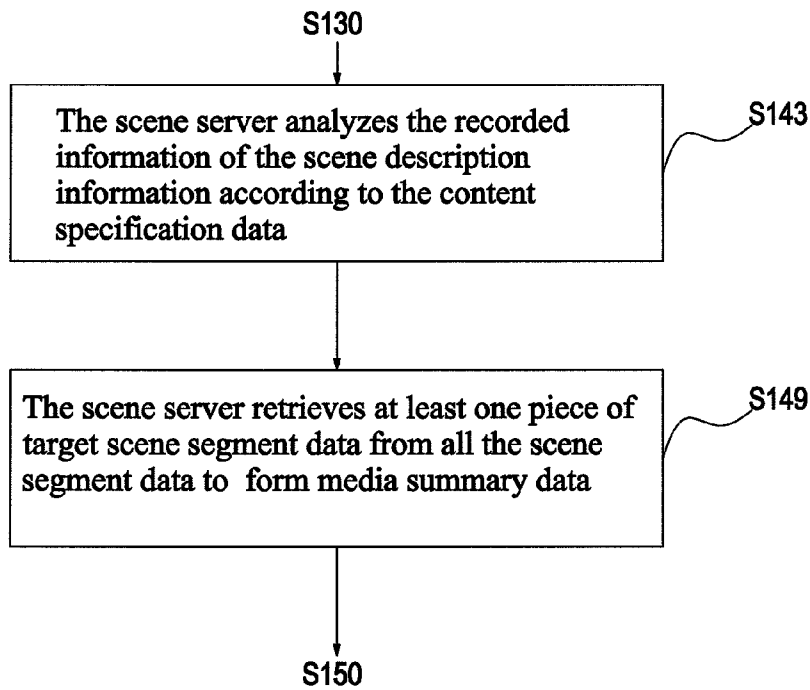 S130
The scene server analyzes the recorded
information of the scene description
information according to the content
specification data
S143
The scene server retrieves at least one piece of
target scene segment data from all the scene
segment data to form media summary data
S149
S150